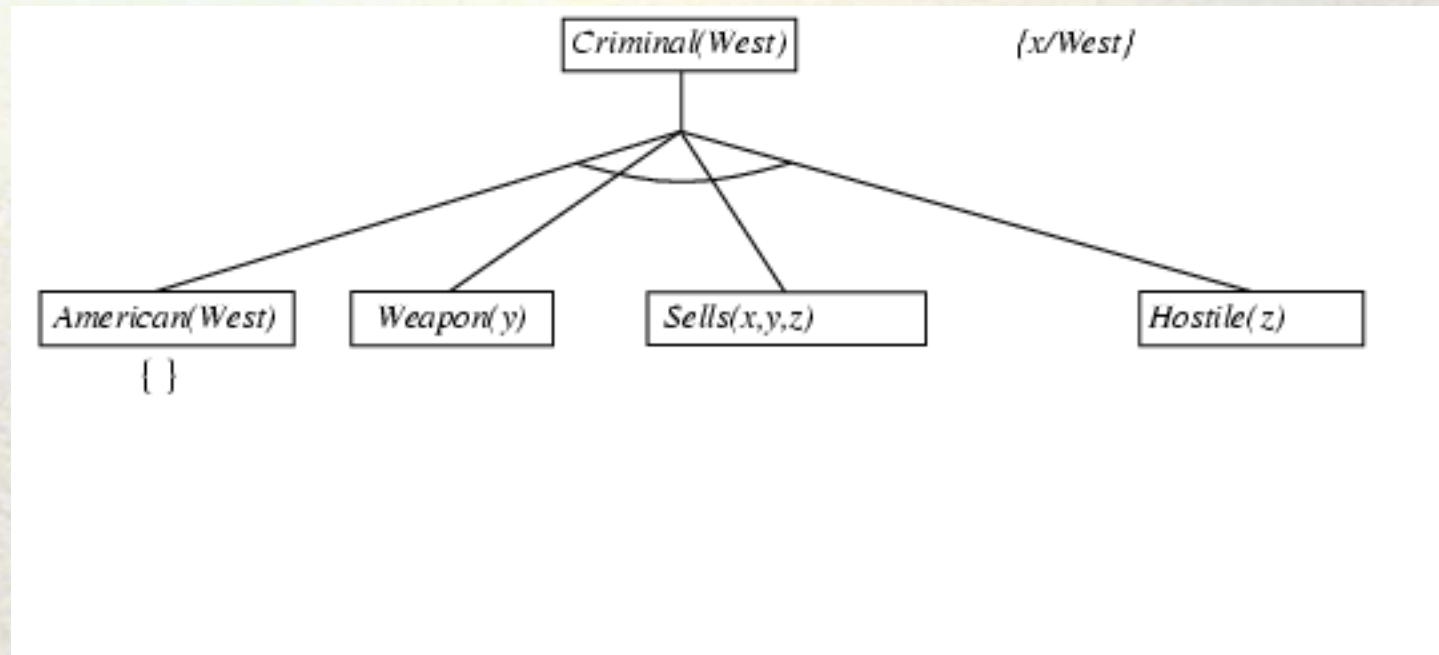 Criminal(West) {x/West}
American(West) Weapon(y) Sells(x,y,z) Hostile(z)
{ }